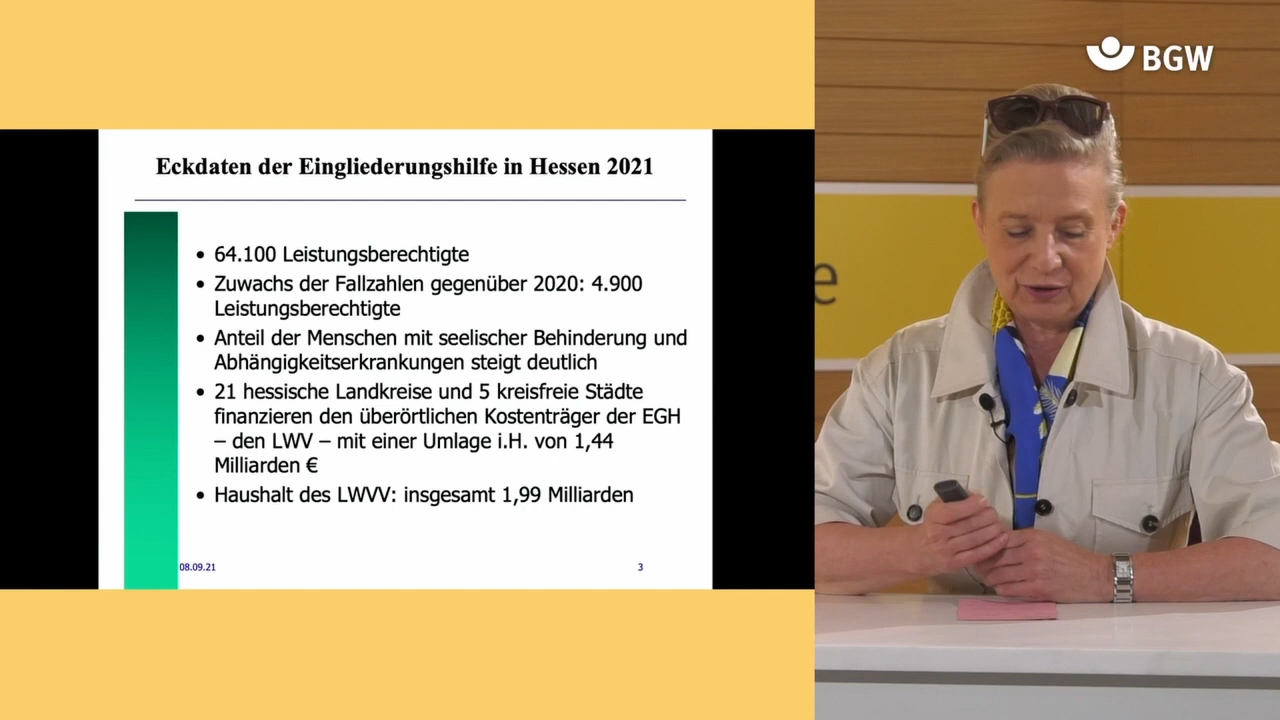 Eckdaten der Eingliederungshilfe in Hessen 2021
• 64.100 Leistungsberechtigte
• Zuwachs der Fallzahlen gegenüber 2020: 4.900
Leistungsberechtigte
• Anteil der Menschen mit seelischer Behinderung und
Abhängigkeitserkrankungen steigt deutlich
• 21 hessische Landkreise und 5 kreisfreie Städte
finanzieren den überörtlichen Kostenträger der EGH
– den LWV – mit einer Umlage i.H. von 1,44
Milliarden €
• Haushalt des LWVV: insgesamt 1,99 Milliarden
08.09.21
3
BGW
e